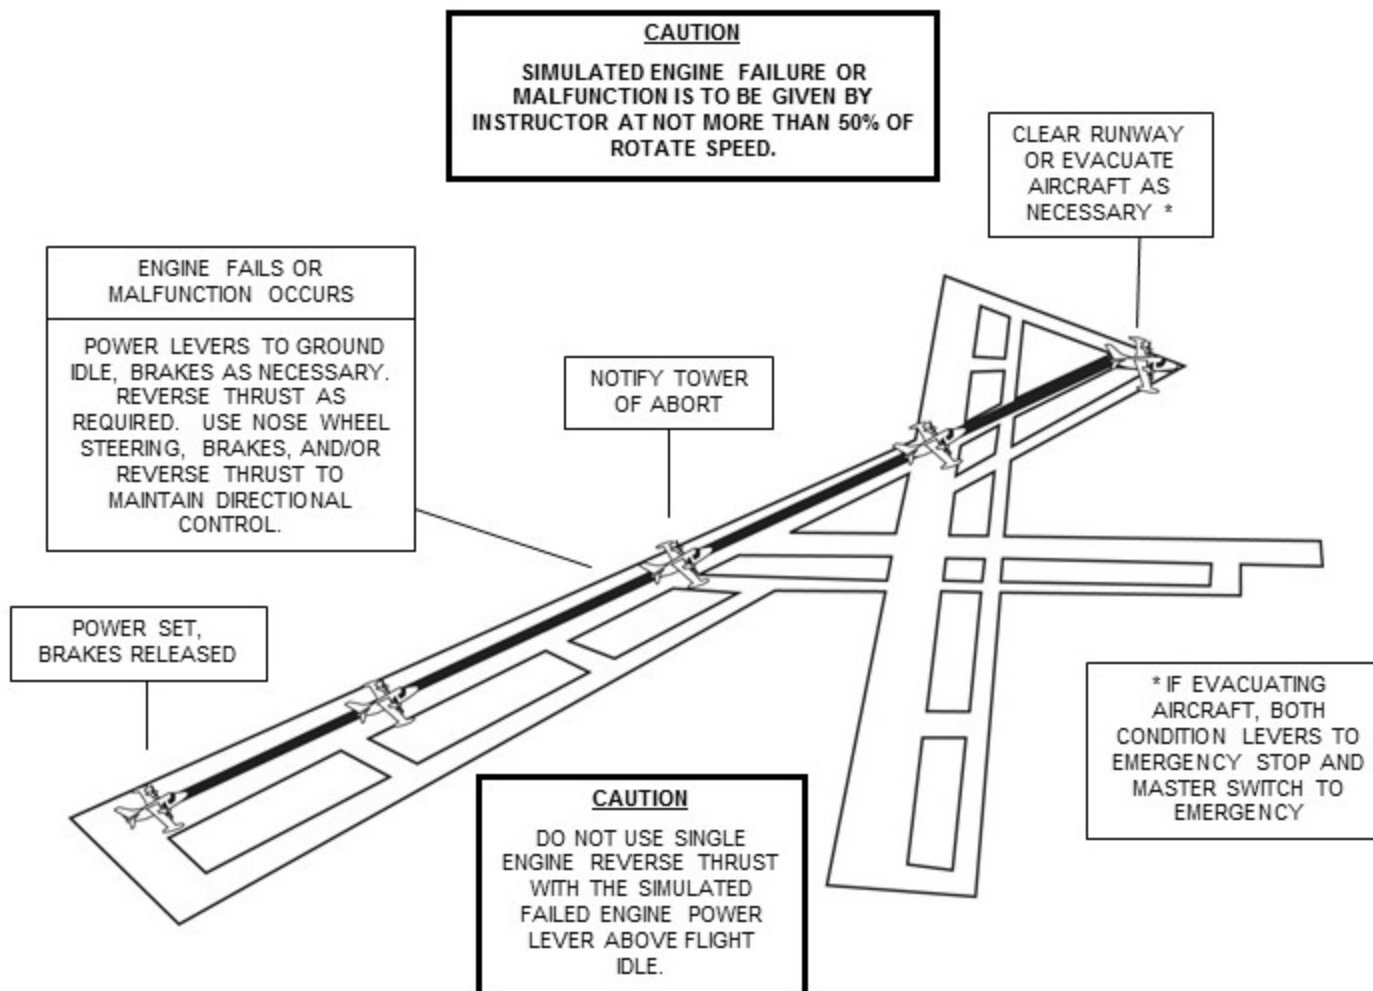 CAUTION
SIMULATED ENGINE FAILURE OR
MALFUNCTION IS TO BE GIVEN BY
INSTRUCTOR AT NOT MORE THAN 50% OF
ROTATE SPEED.
CLEAR RUNWAY
OR EVACUATE
AIRCRAFT AS
NECESSARY *
ENGINE FAILS OR
MALFUNCTION OCCURS
POWER LEVERS TO GROUND
IDLE, BRAKES AS NECESSARY.
REVERSE THRUST AS
REQUIRED. USE NOSE WHEEL
STEERING, BRAKES, AND/OR
REVERSE THRUST TO
MAINTAIN DIRECTIONAL
CONTROL.
NOTIFY TOWER
OF ABORT
POWER SET,
BRAKES RELEASED
* IF EVACUATING
AIRCRAFT, BOTH
CONDITION LEVERS TO
EMERGENCY STOP AND
MASTER SWITCH TO
EMERGENCY
CAUTION
DO NOT USE SINGLE
ENGINE REVERSE THRUST
WITH THE SIMULATED
FAILED ENGINE POWER
LEVER ABOVE FLIGHT
IDLE.